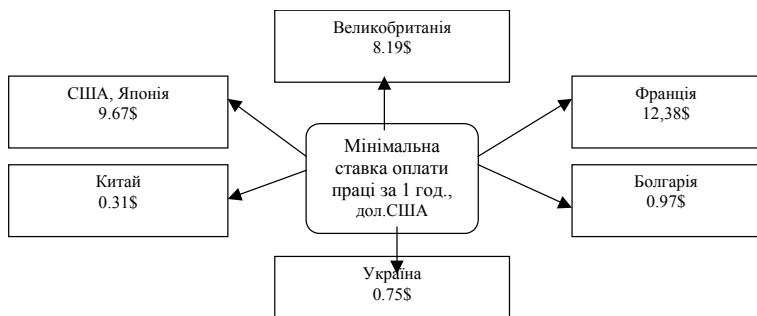 Великобританія
8.19$
США, Японія
9.67$
Франція
12,38$
Мінімальна
ставка оплати
праці за 1 год.,
дол.США
Китай
0.31$
Болгарія
0.97$
Україна
0.75$